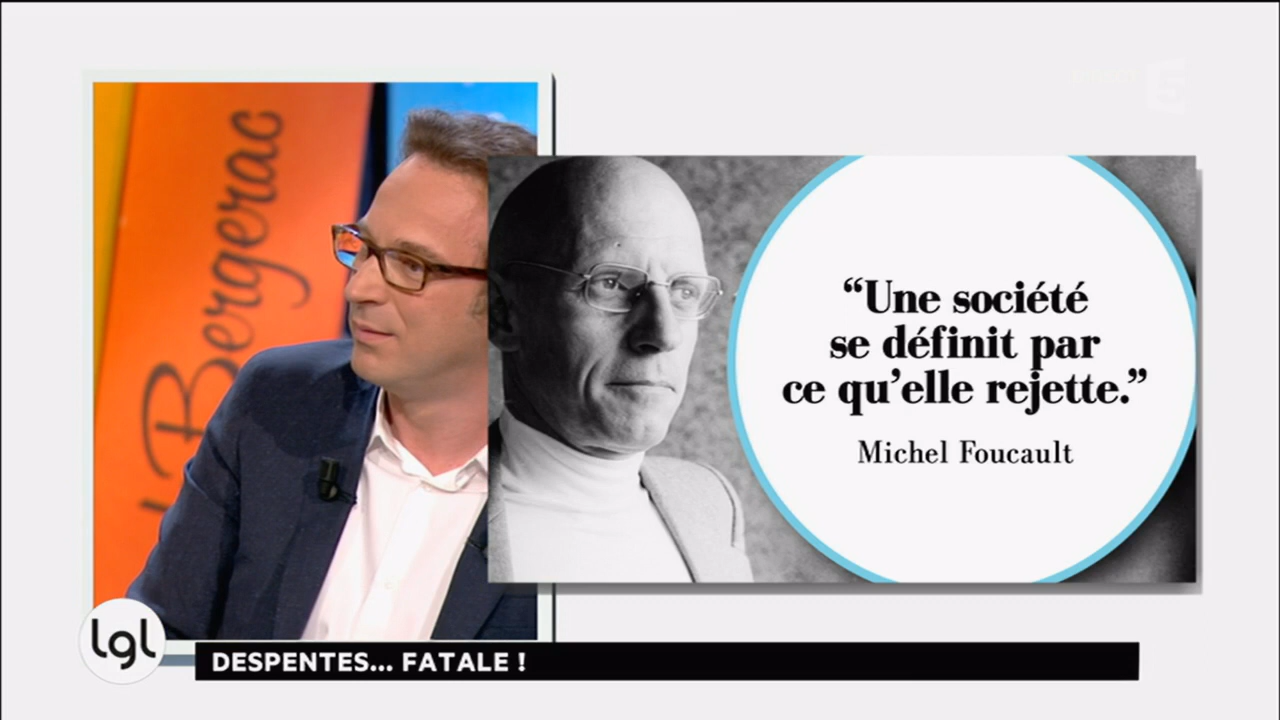 Bergerac
“Une société
se définit par
ce qu’elle rejette.”
Michel Foucault
lgl
DESPENTES... FATALE !